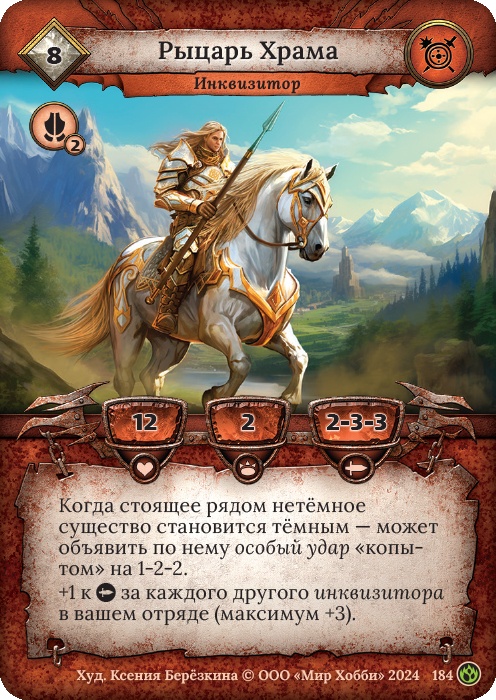 8
Рыцарь Храма
Инквизитор
2
12
2
2-3-3
Когда стоящее рядом нетёмное
существо становится тёмным — может
объявить по нему особый удар «копы-
том» на 1-2-2.
+1 к за каждого другого инквизитора
в вашем отряде (максимум +3).
Худ. Ксения Берёзкина © ООО «Мир Хобби» 2024 184